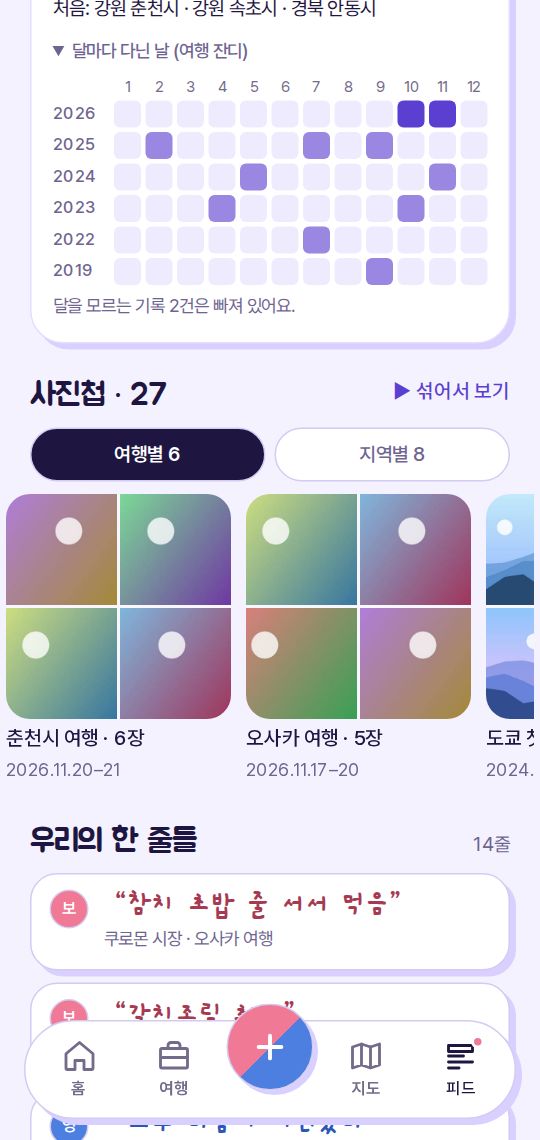 처음: 강원 춘천시 · 강원 속초시 · 경북 안동시
▼ 달마다 다닌 날 (여행 잔디)
1 2 3 4 5 6 7 8 9 10 11 12
2026
2025
2024
2023
2022
2019
달을 모르는 기록 2건은 빠져 있어요.
사진첩 · 27
▶ 섞어서 보기
여행별 6
지역별 8
춘천시 여행 · 6장
2026.11.20–21
오사카 여행 · 5장
2026.11.17–20
도쿄
2024.
우리의 한 줄들
14줄
보
“참치 초밥 줄 서서 먹음”
쿠로몬 시장 · 오사카 여행
보
“갈치조림
홈
여행
+
지도
피드